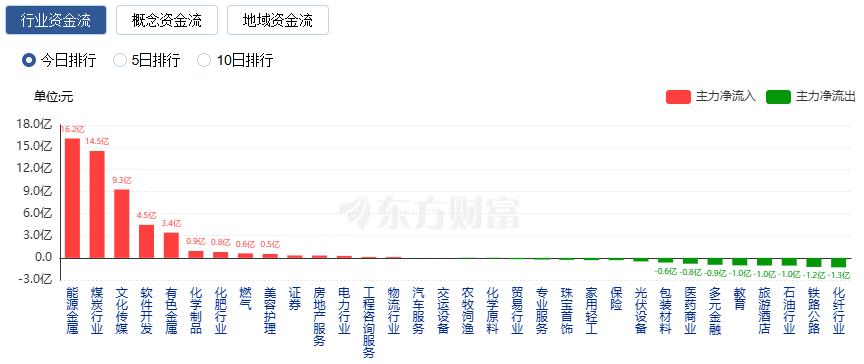 行业资金流 概念资金流 地域资金流
今日排行 5日排行 10日排行
单位:元
主力净流入 主力净流出
18.0亿
15.0亿
12.0亿
9.0亿
6.0亿
3.0亿
0.0
-3.0亿
16.2亿
14.5亿
9.3亿
4.5亿
3.4亿
0.9亿
0.8亿
0.6亿
0.5亿
-0.6亿
-0.8亿
-0.9亿
-1.0亿
-1.0亿
-1.0亿
-1.2亿
-1.3亿
东方财富
能源金属
煤炭行业
文化传媒
软件开发
有色金属
化学制品
化肥行业
燃气
美容护理
证券
房地产服务
电力行业
工程咨询服务
物流行业
汽车服务
交运设备
农牧饲渔
化学原料
贸易行业
专业服务
珠宝首饰
家用轻工
保险
光伏设备
包装材料
医药商业
多元金融
教育
旅游酒店
石油行业
铁路公路
化纤行业